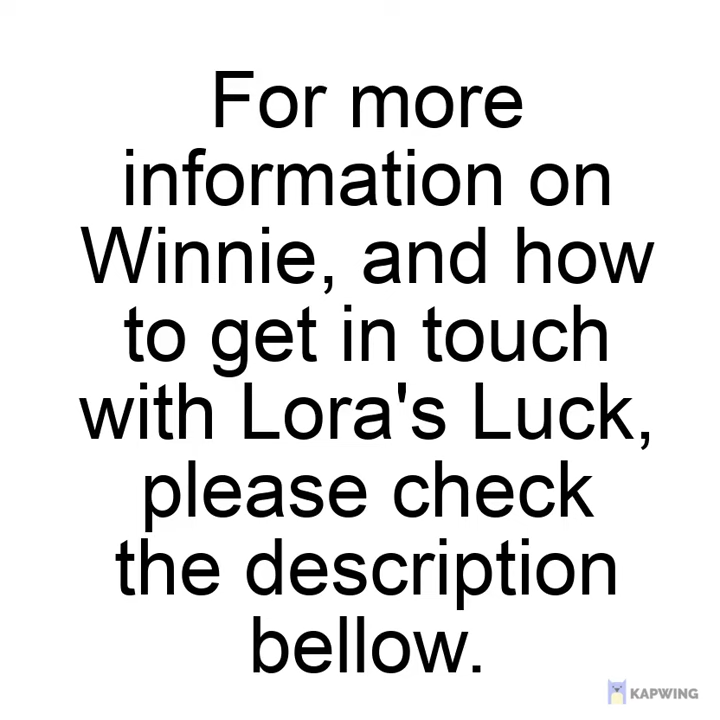 For more
information on
Winnie, and how
to get in touch
with Lora's Luck,
please check
the description
bellow.
KAPWING